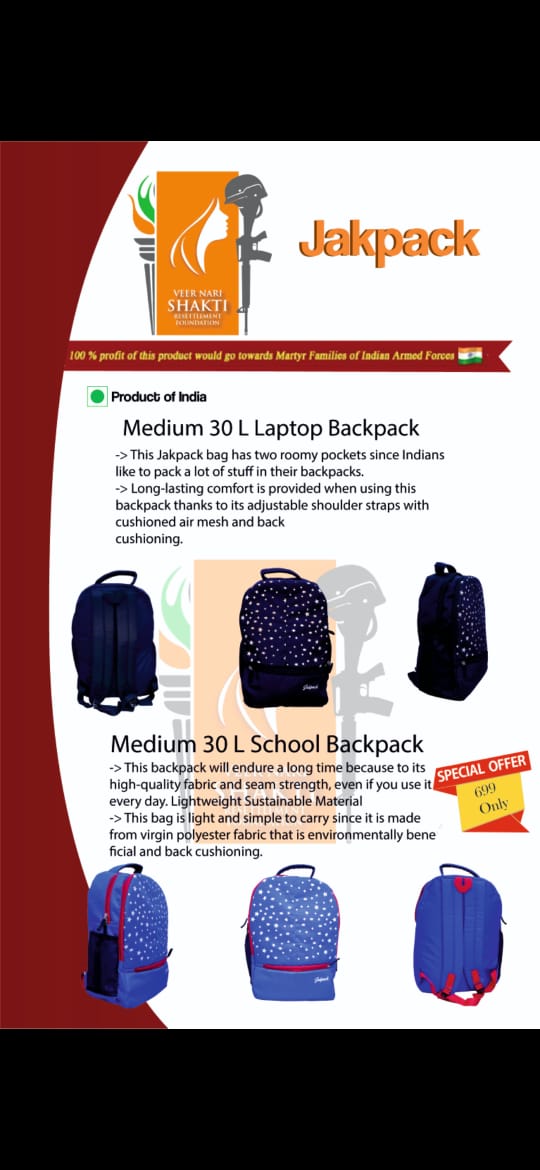 VEER NARI
SHAKTI
RESETTLEMENT
FOUNDATION
Jakpack
100 % profit of this product would go towards Martyr Families of Indian Armed Forces
Product of India
Medium 30 L Laptop Backpack
-> This Jakpack bag has two roomy pockets since Indians
like to pack a lot of stuff in their backpacks.
-> Long-lasting comfort is provided when using this
backpack thanks to its adjustable shoulder straps with
cushioned air mesh and back
cushioning.
Jakpack
Medium 30 L School Backpack
-> This backpack will endure a long time because to its
high-quality fabric and seam strength, even if you use it
every day. Lightweight Sustainable Material
-> This bag is light and simple to carry since it is made
from virgin polyester fabric that is environmentally bene
ficial and back cushioning.
SPECIAL OFFER
699
Only
Jakpack